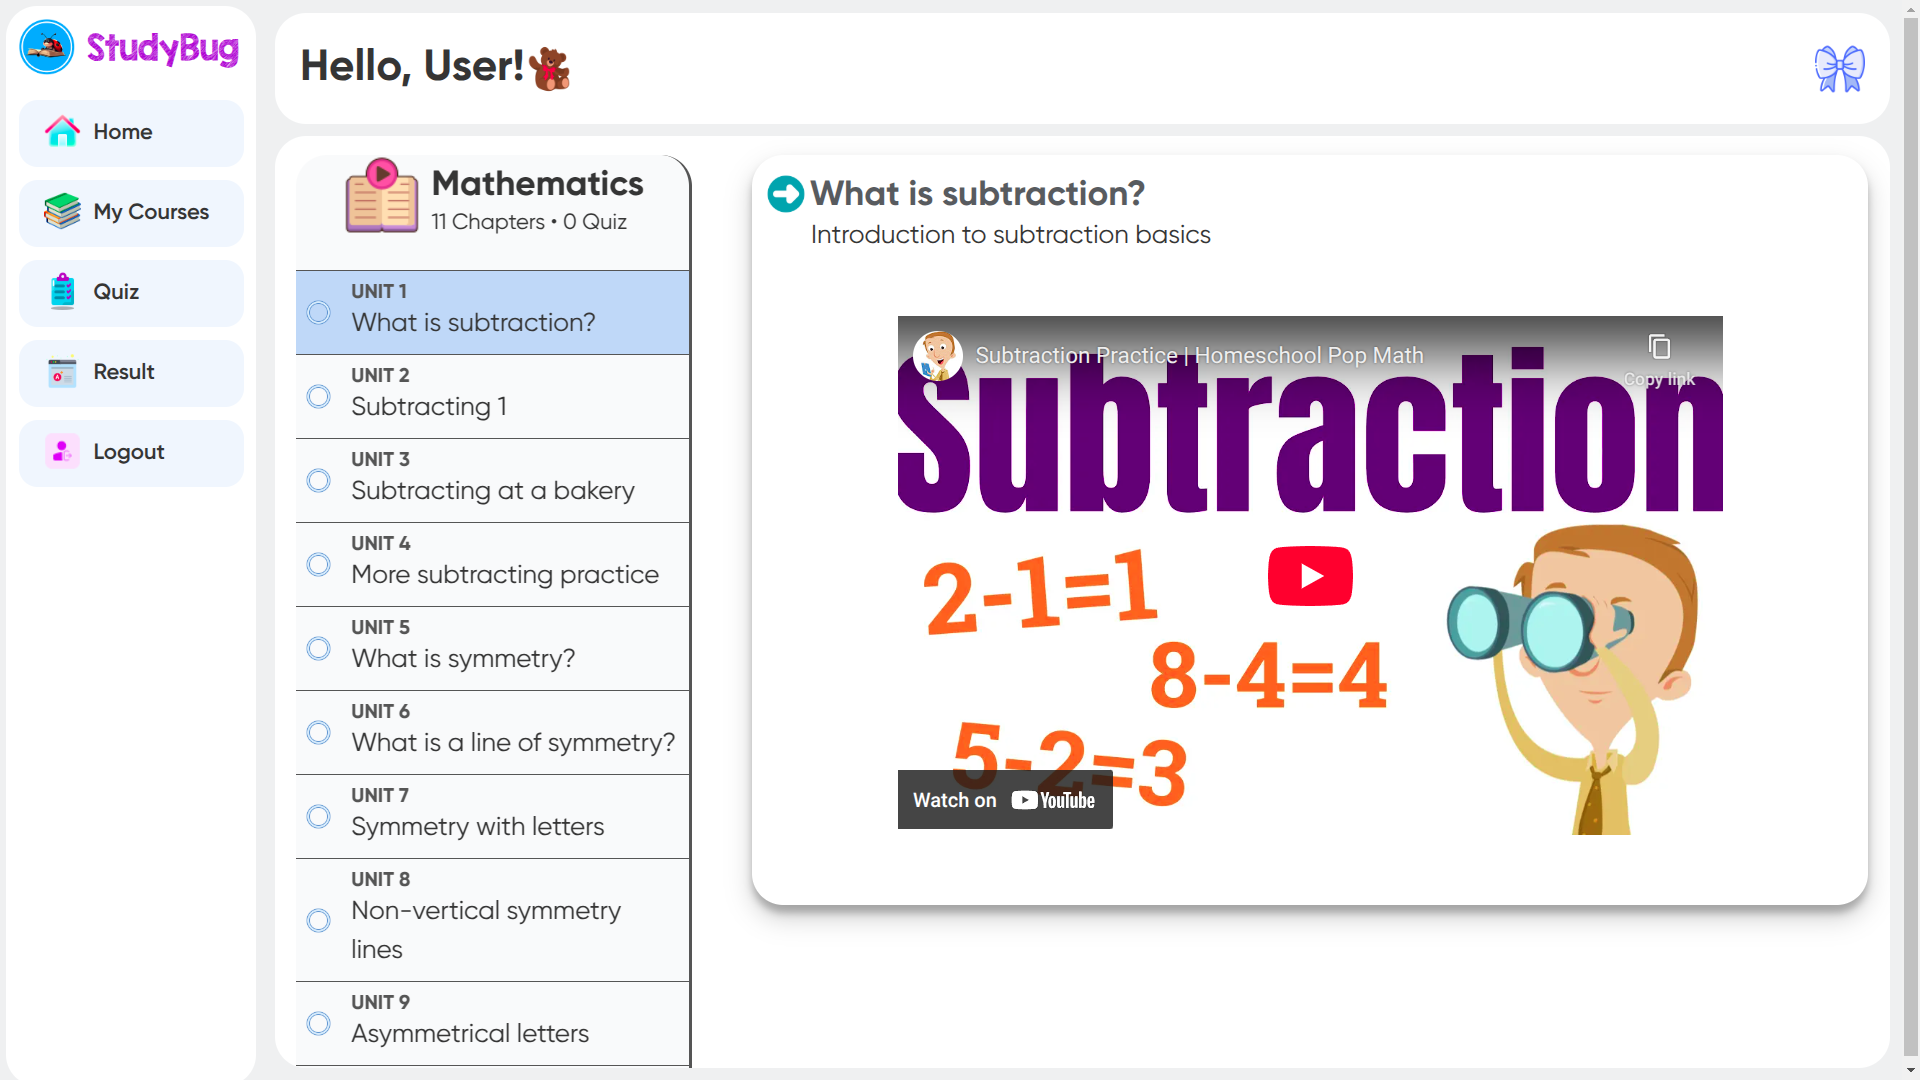 StudyBug
Home
My Courses
Quiz
Result
Logout
Hello, User!
Mathematics
11 Chapters • 0 Quiz
UNIT 1
What is subtraction?
UNIT 2
Subtracting 1
UNIT 3
Subtracting at a bakery
UNIT 4
More subtracting practice
UNIT 5
What is symmetry?
UNIT 6
What is a line of symmetry?
UNIT 7
Symmetry with letters
UNIT 8
Non-vertical symmetry
lines
UNIT 9
Asymmetrical letters
What is subtraction?
Introduction to subtraction basics
Subtraction Practice | Homeschool Pop Math
Copy link
Subtraction
2-1=1
8-4=4
5-2=3
Watch on YouTube